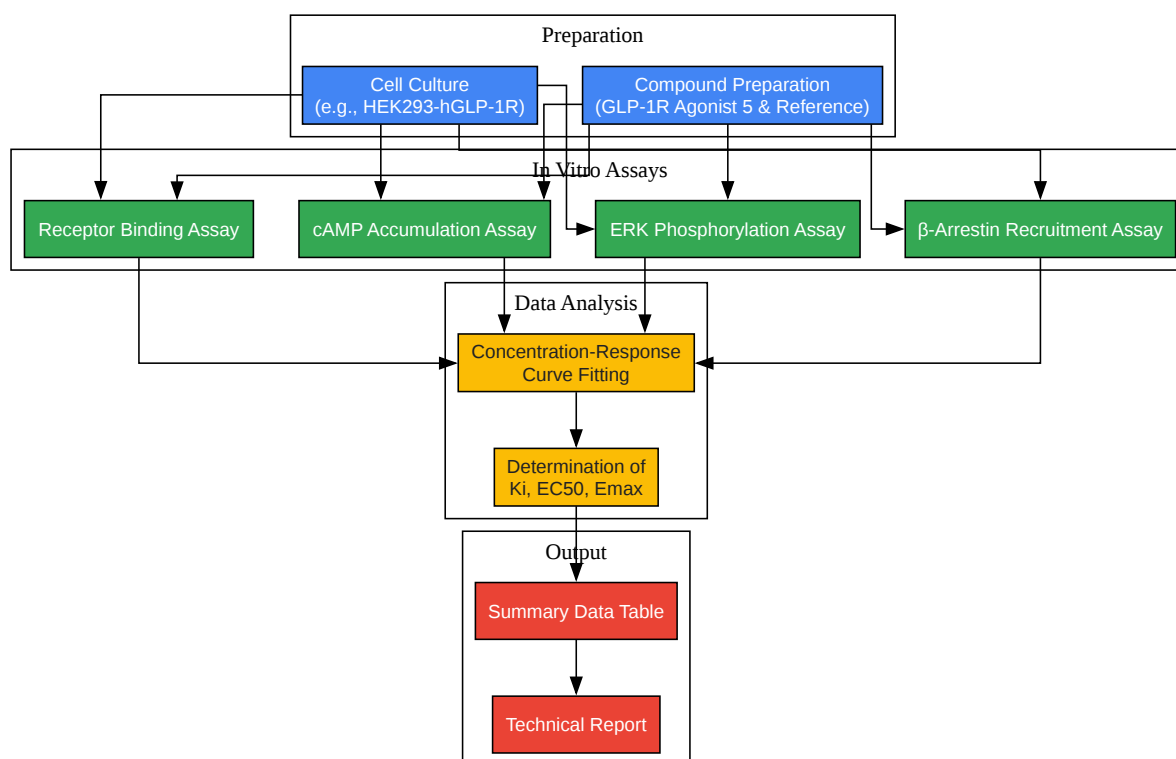 Preparation
Cell Culture
(e.g., HEK293-hGLP-1R)
Compound Preparation
(GLP-1R Agonist 5 & Reference)
In Vitro Assays
Receptor Binding Assay
cAMP Accumulation Assay
ERK Phosphorylation Assay
β-Arrestin Recruitment Assay
Data Analysis
Concentration-Response
Curve Fitting
Determination of
Ki, EC50, Emax
Output
Summary Data Table
Technical Report